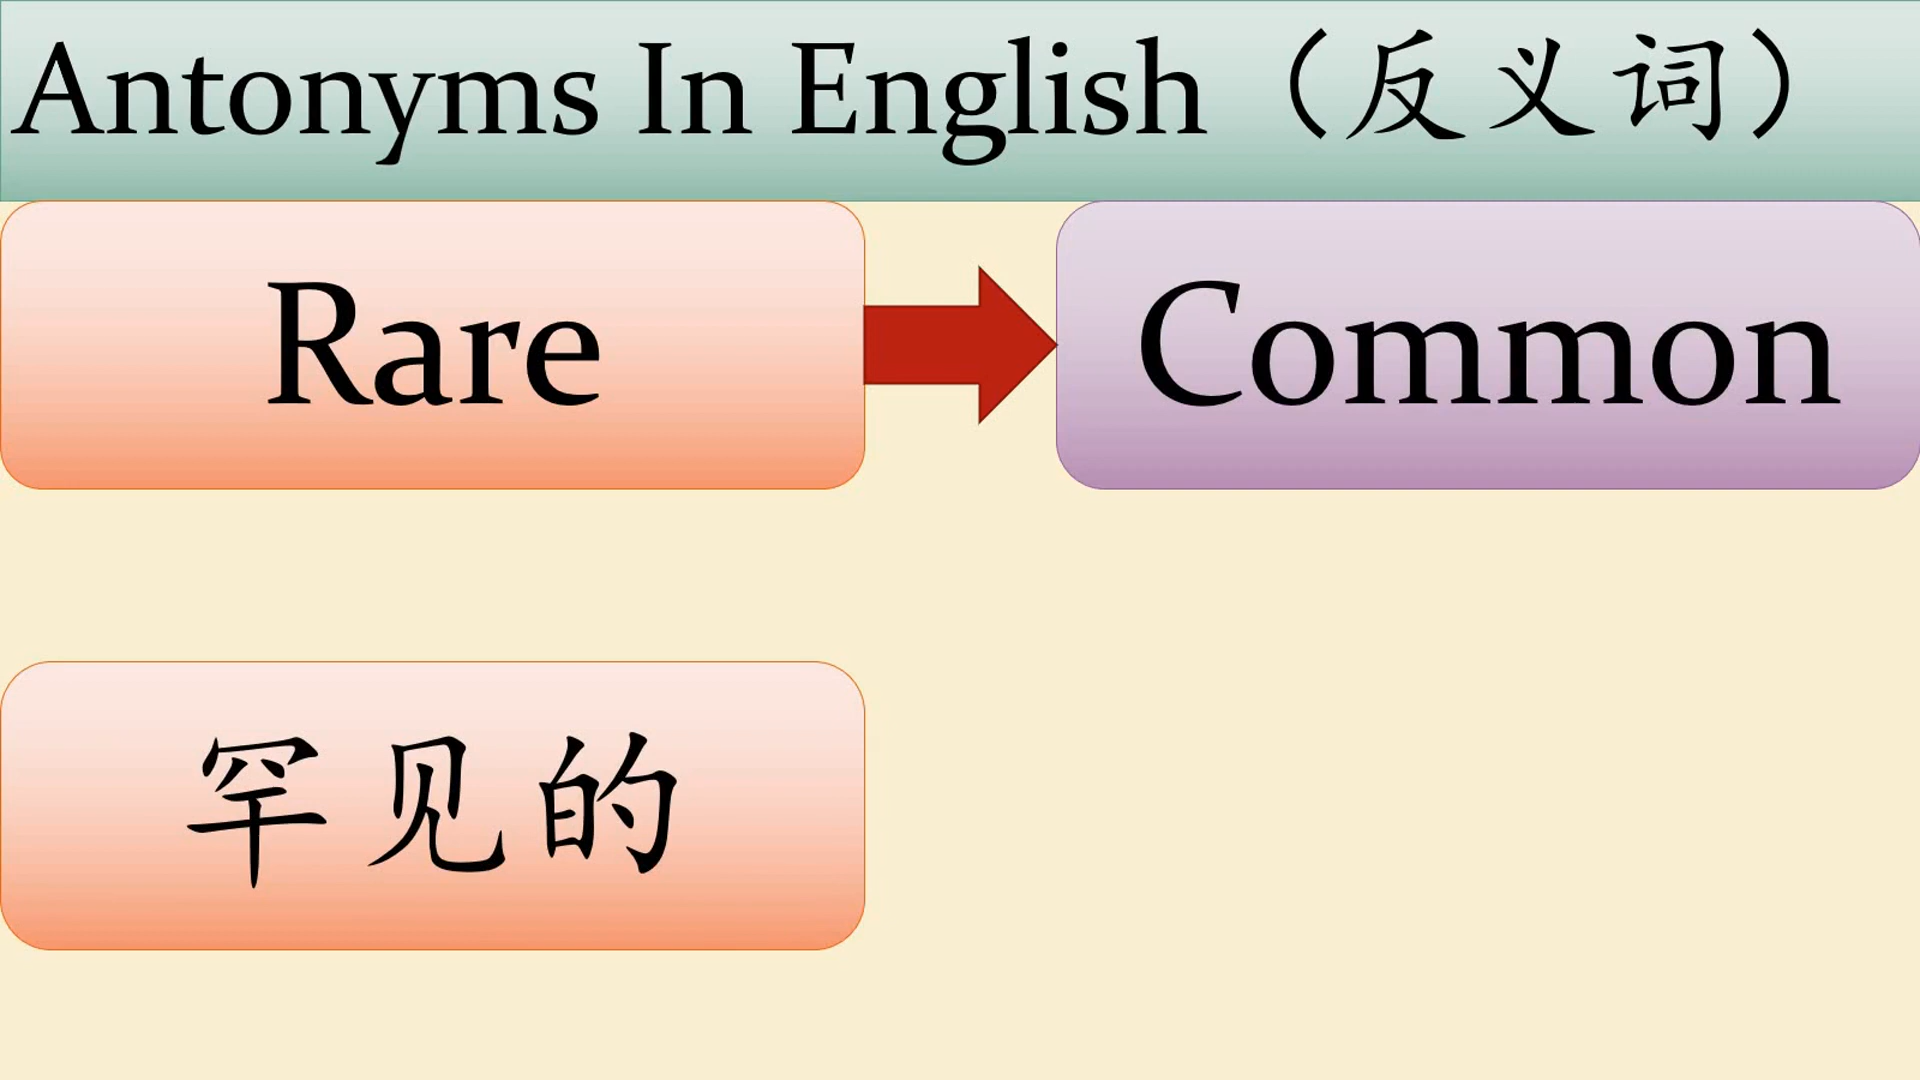 Antonyms In English（反义词）
Rare
Common
罕见的